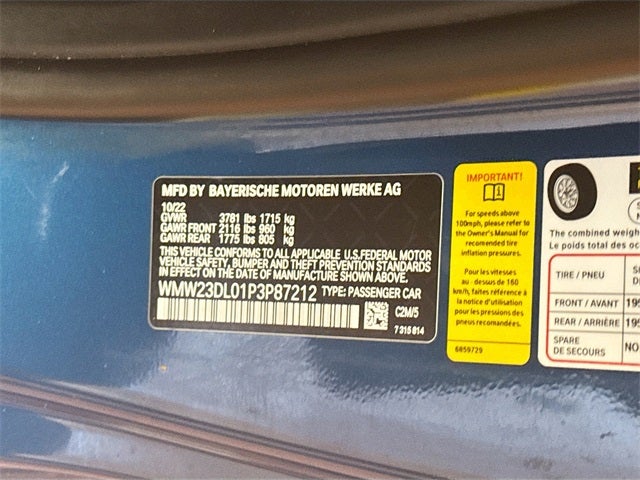 MFD BY BAYERISCHE MOTOREN WERKE AG
10/22
GVWR 3781 lbs 1715 kg
GAWR FRONT 2116 lbs 960 kg
GAWR REAR 1775 lbs 805 kg
THIS VEHICLE CONFORMS TO ALL APPLICABLE U.S.FEDERAL MOTOR
VEHICLE SAFETY, BUMPER AND THEFT PREVENTION STANDARDS
IN EFFECT ON THE DATE OF MANUFACTURE SHOWN ABOVE.
WMW23DL01P3P87212 TYPE: PASSENGER CAR
C2M/5
7 315 814
IMPORTANT!
For speeds above
100mph, please refer to
the Owner's Manual for
recomended tire
inflation pressures.
Pour les vitesses
au - dessus de 160
km/h, faites référence à
la notice d'utilisation
pour les pressions des
pneus recomandées.
6859729
The combined weigh
Le poids total des oc
TIRE / PNEU
FRONT / AVANT 195
REAR / ARRIÈRE 195
SPARE
DE SECOURS NO